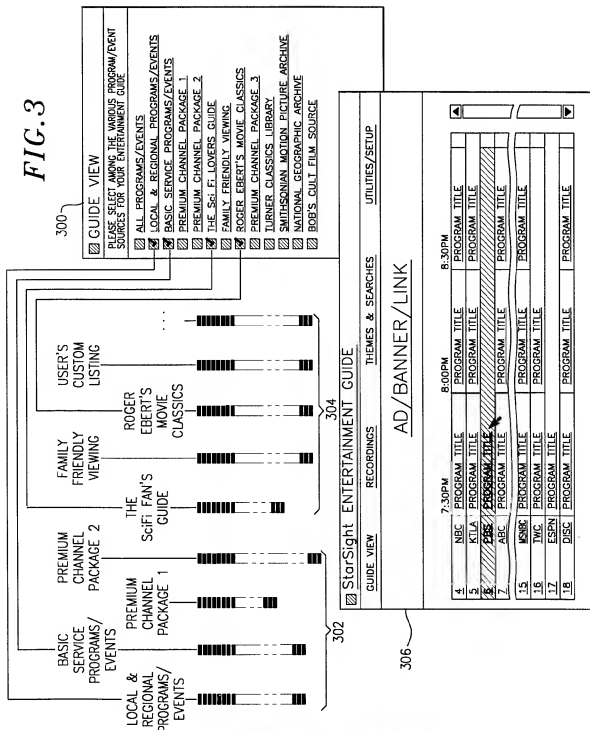 FIG.3
300
GUIDE VIEW
PLEASE SELECT AMONG THE VARIOUS PROGRAM/EVENT
SOURCES FOR YOUR ENTERTAINMENT GUIDE
ALL PROGRAMS/EVENTS
LOCAL & REGIONAL PROGRAMS/EVENTS
BASIC SERVICE PROGRAMS/EVENTS
PREMIUM CHANNEL PACKAGE 1
PREMIUM CHANNEL PACKAGE 2
THE Sci Fi LOVERS GUIDE
FAMILY FRIENDLY VIEWING
ROGER EBERT'S MOVIE CLASSICS
PREMIUM CHANNEL PACKAGE 3
TURNER CLASSICS LIBRARY
SMITHSONIAN MOTION PICTURE ARCHIVE
NATIONAL GEOGRAPHIC ARCHIVE
BOB'S CULT FILM SOURCE
LOCAL &
REGIONAL
PROGRAMS/
EVENTS
BASIC
SERVICE
PROGRAMS/
EVENTS
PREMIUM
CHANNEL
PACKAGE 1
PREMIUM
CHANNEL
PACKAGE 2
THE
SciFi FAN'S
GUIDE
FAMILY
FRIENDLY
VIEWING
ROGER
EBERT'S
MOVIE
CLASSICS
USER'S
CUSTOM
LISTING
...
302
304
306
StarSight ENTERTAINMENT GUIDE
GUIDE VIEW RECORDINGS THEMES & SEARCHES UTILITIES/SETUP
AD/BANNER/LINK
7:30PM 8:00PM 8:30PM
4 NBC PROGRAM TITLE PROGRAM TITLE PROGRAM TITLE
5 KTLA PROGRAM TITLE PROGRAM TITLE PROGRAM TITLE
6 PBS PROGRAM TITLE
7 ABC PROGRAM TITLE PROGRAM TITLE PROGRAM TITLE
15 MSNBC PROGRAM TITLE PROGRAM TITLE PROGRAM TITLE
16 TWC PROGRAM TITLE PROGRAM TITLE
17 ESPN PROGRAM TITLE
18 DISC PROGRAM TITLE PROGRAM TITLE PROGRAM TITLE